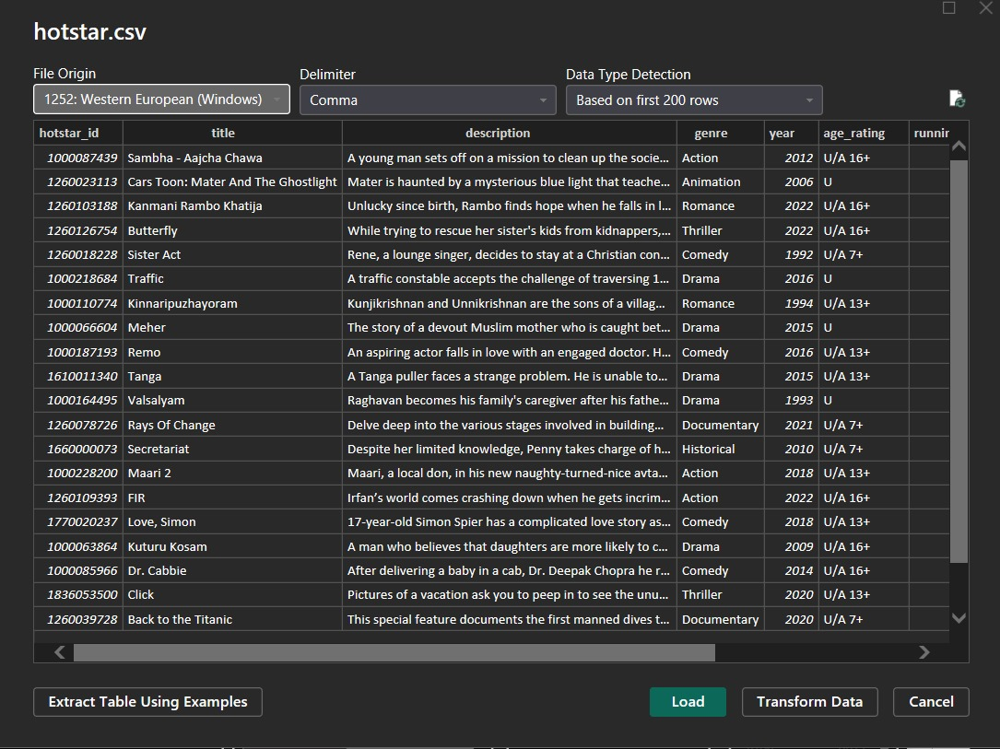 hotstar.csv
File Origin Delimiter Data Type Detection
1252: Western European (Windows) Comma Based on first 200 rows
hotstar_id title description genre year age_rating runnir
1000087439 Sambha - Aajcha Chawa A young man sets off on a mission to clean up the socie... Action 2012 U/A 16+
1260023113 Cars Toon: Mater And The Ghostlight Mater is haunted by a mysterious blue light that teache... Animation 2006 U
1260103188 Kanmani Rambo Khatija Unlucky since birth, Rambo finds hope when he falls in l... Romance 2022 U/A 16+
1260126754 Butterfly While trying to rescue her sister's kids from kidnappers,... Thriller 2022 U/A 16+
1260018228 Sister Act Rene, a lounge singer, decides to stay at a Christian con... Comedy 1992 U/A 7+
1000218684 Traffic A traffic constable accepts the challenge of traversing 1... Drama 2016 U
1000110774 Kinnaripuzhayoram Kunjikrishnan and Unnikrishnan are the sons of a villag... Romance 1994 U/A 13+
1000066604 Meher The story of a devout Muslim mother who is caught bet... Drama 2015 U
1000187193 Remo An aspiring actor falls in love with an engaged doctor. H... Comedy 2016 U/A 13+
1610011340 Tanga A Tanga puller faces a strange problem. He is unable to... Drama 2015 U/A 13+
1000164495 Valsalyam Raghavan becomes his family's caregiver after his fathe... Drama 1993 U
1260078726 Rays Of Change Delve deep into the various stages involved in building... Documentary 2021 U/A 7+
1660000073 Secretariat Despite her limited knowledge, Penny takes charge of h... Historical 2010 U/A 7+
1000228200 Maari 2 Maari, a local don, in his new naughty-turned-nice avta... Action 2018 U/A 13+
1260109393 FIR Irfan’s world comes crashing down when he gets incrim... Action 2022 U/A 16+
1770020237 Love, Simon 17-year-old Simon Spier has a complicated love story as... Comedy 2018 U/A 13+
1000063864 Kuturu Kosam A man who believes that daughters are more likely to c... Drama 2009 U/A 16+
1000085966 Dr. Cabbie After delivering a baby in a cab, Dr. Deepak Chopra he r... Comedy 2014 U/A 16+
1836053500 Click Pictures of a vacation ask you to peep in to see the unu... Thriller 2020 U/A 13+
1260039728 Back to the Titanic This special feature documents the first manned dives t... Documentary 2020 U/A 7+
Extract Table Using Examples Load Transform Data Cancel